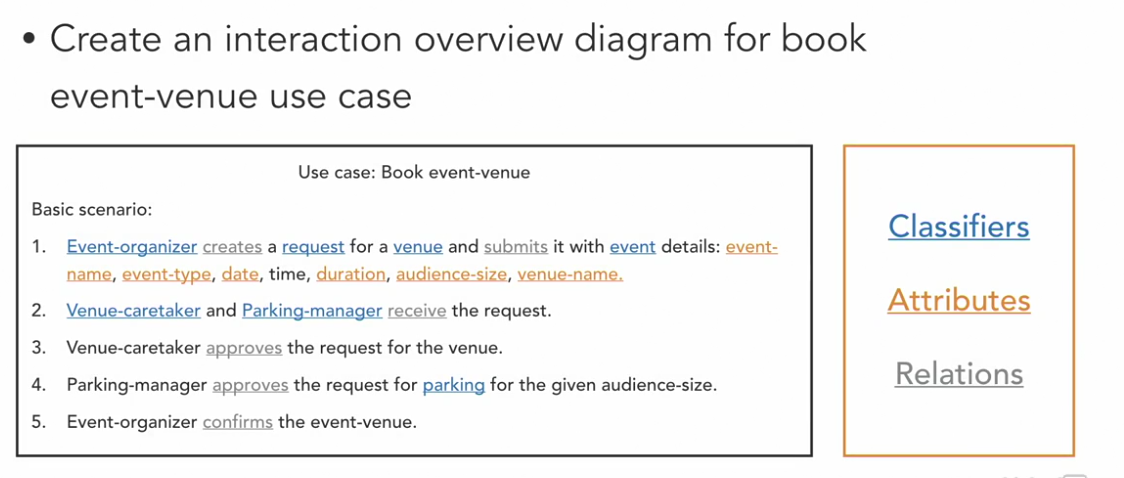 • Create an interaction overview diagram for book
event-venue use case
Use case: Book event-venue
Basic scenario:
1. Event-organizer creates a request for a venue and submits it with event details: event-
name, event-type, date, time, duration, audience-size, venue-name.
2. Venue-caretaker and Parking-manager receive the request.
3. Venue-caretaker approves the request for the venue.
4. Parking-manager approves the request for parking for the given audience-size.
5. Event-organizer confirms the event-venue.
Classifiers
Attributes
Relations